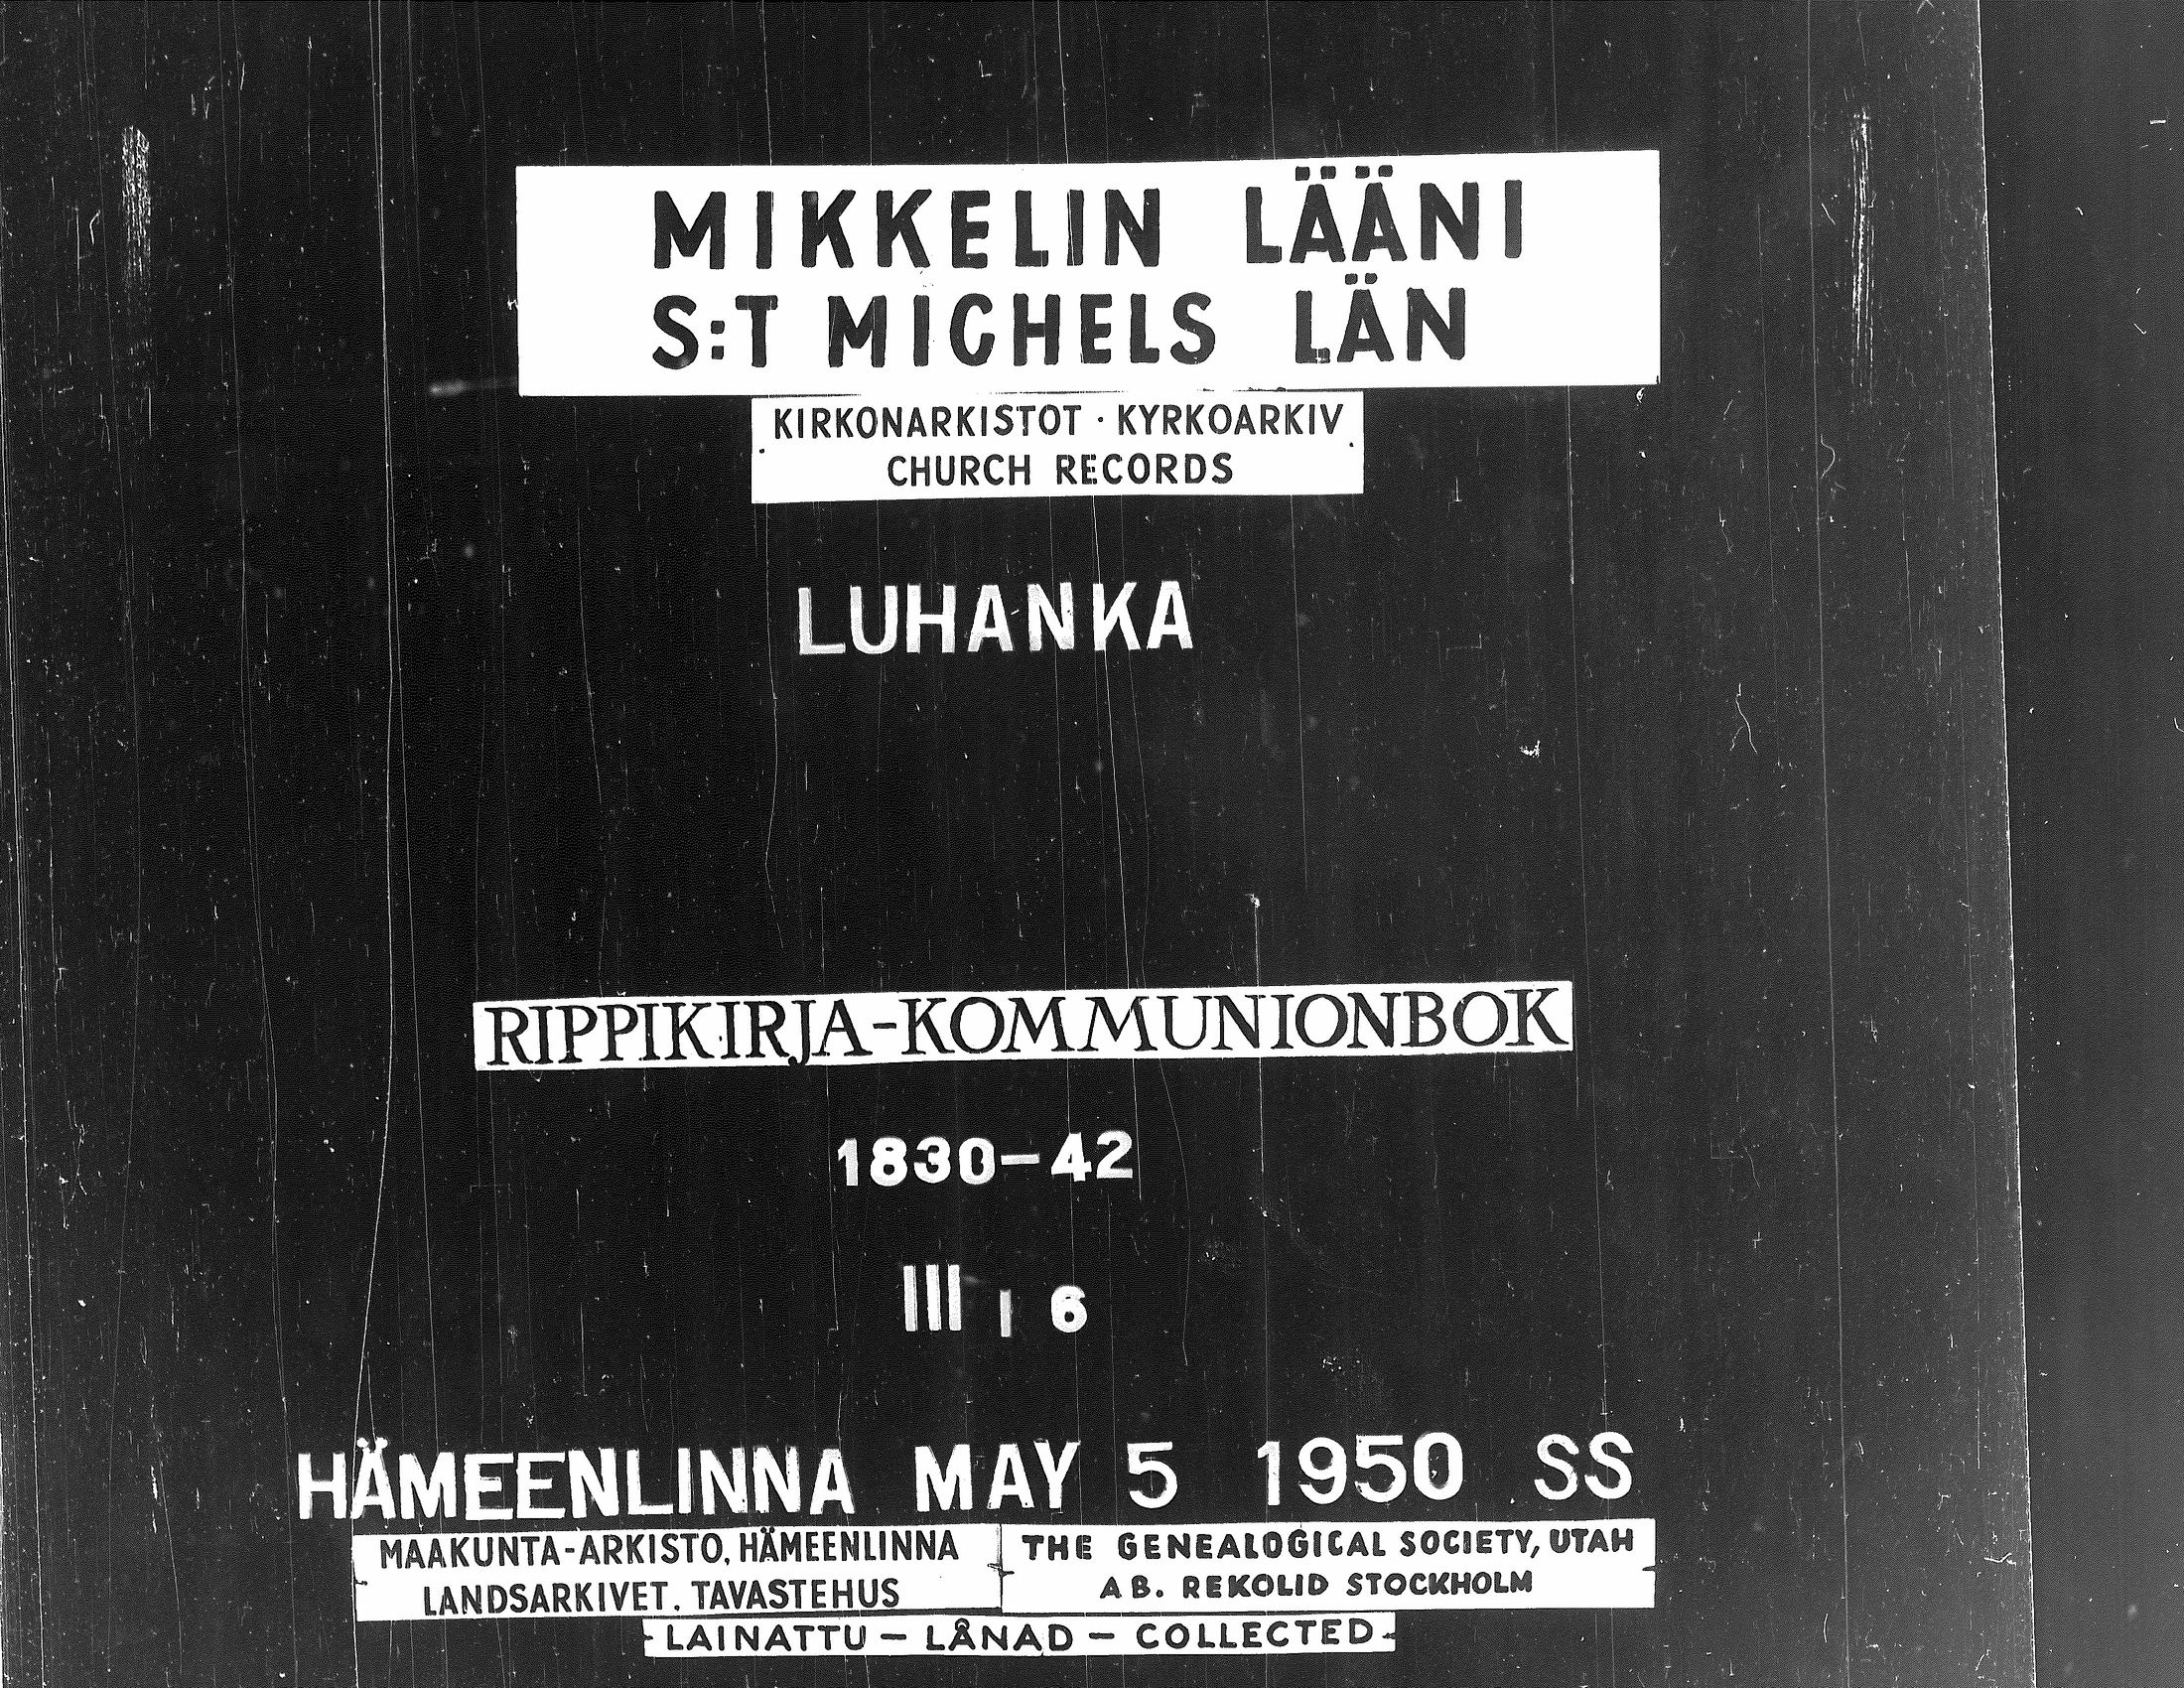 MIKKELIN LÄÄNI
S:T MICHELS LÄN
KIRKONARKISTOT · KYRKOARKIV
CHURCH RECORDS
LUHANKA
RIPPIKIRJA-KOMMUNIONBOK
1830-42
III | 6
HÄMEENLINNA MAY 5 1950 SS
MAAKUNTA-ARKISTO, HÄMEENLINNA
LANDSARKIVET, TAVASTEHUS
THE GENEALOGICAL SOCIETY, UTAH
AB. REKOLID STOCKHOLM
LAINATTU - LÅNAD - COLLECTED